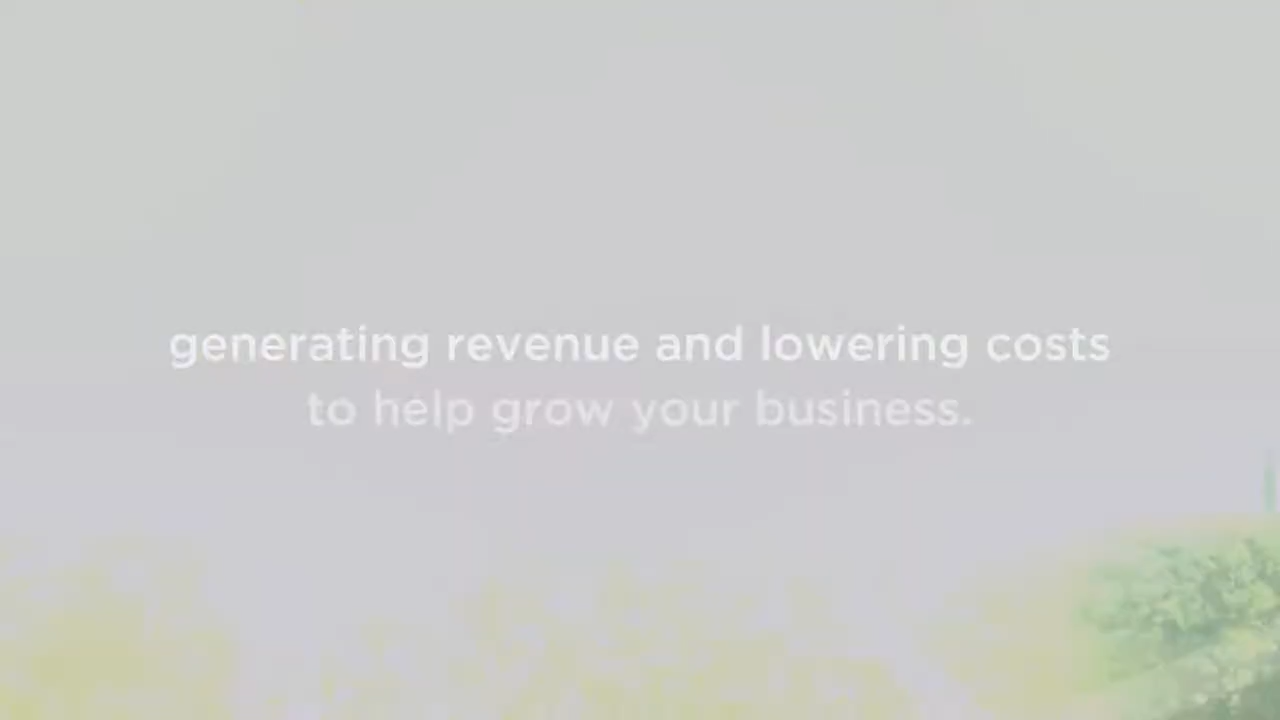 generating revenue and lowering costs
to help grow your business.